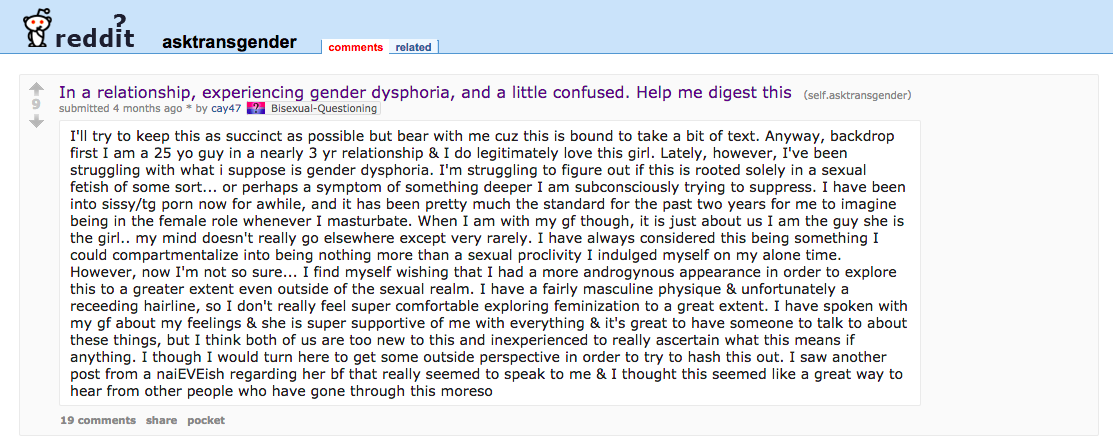 ?
reddit asktransgender comments related
In a relationship, experiencing gender dysphoria, and a little confused. Help me digest this (self.asktransgender)
9
submitted 4 months ago * by cay47 Bisexual-Questioning
I'll try to keep this as succinct as possible but bear with me cuz this is bound to take a bit of text. Anyway, backdrop
first I am a 25 yo guy in a nearly 3 yr relationship & I do legitimately love this girl. Lately, however, I've been
struggling with what i suppose is gender dysphoria. I'm struggling to figure out if this is rooted solely in a sexual
fetish of some sort... or perhaps a symptom of something deeper I am subconsciously trying to suppress. I have been
into sissy/tg porn now for awhile, and it has been pretty much the standard for the past two years for me to imagine
being in the female role whenever I masturbate. When I am with my gf though, it is just about us I am the guy she is
the girl.. my mind doesn't really go elsewhere except very rarely. I have always considered this being something I
could compartmentalize into being nothing more than a sexual proclivity I indulged myself on my alone time.
However, now I'm not so sure... I find myself wishing that I had a more androgynous appearance in order to explore
this to a greater extent even outside of the sexual realm. I have a fairly masculine physique & unfortunately a
receeding hairline, so I don't really feel super comfortable exploring feminization to a great extent. I have spoken with
my gf about my feelings & she is super supportive of me with everything & it's great to have someone to talk to about
these things, but I think both of us are too new to this and inexperienced to really ascertain what this means if
anything. I though I would turn here to get some outside perspective in order to try to hash this out. I saw another
post from a naiEVEish regarding her bf that really seemed to speak to me & I thought this seemed like a great way to
hear from other people who have gone through this moreso
19 comments share pocket